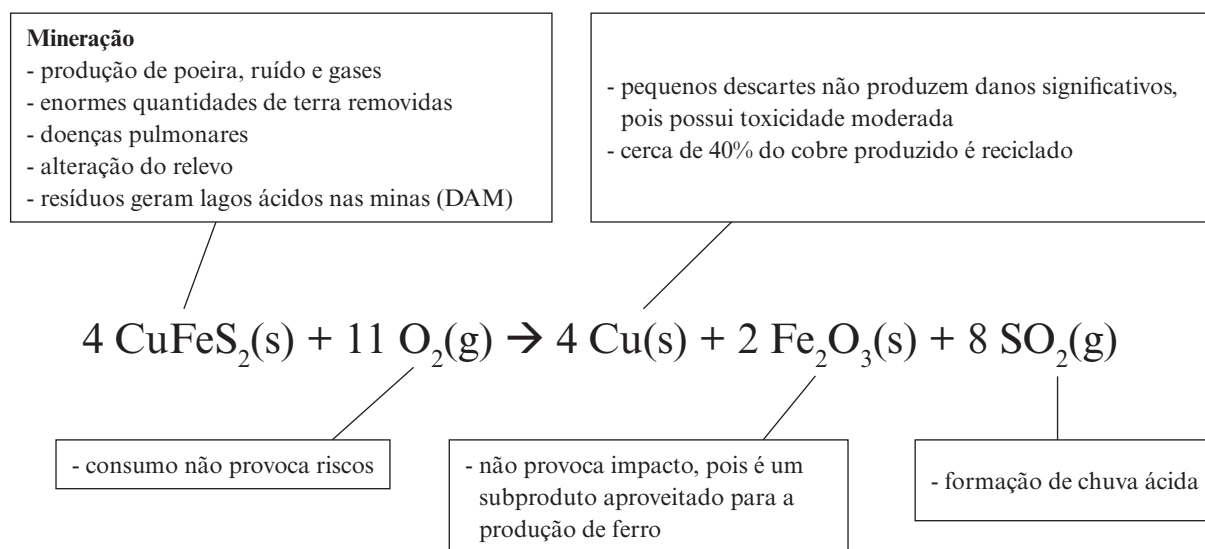 Mineração
- produção de poeira, ruído e gases
- enormes quantidades de terra removidas
- doenças pulmonares
- alteração do relevo
- resíduos geram lagos ácidos nas minas (DAM)
- pequenos descartes não produzem danos significativos,
pois possui toxicidade moderada
- cerca de 40% do cobre produzido é reciclado
4 CuFeS₂(s) + 11 O₂(g) → 4 Cu(s) + 2 Fe₂O₃(s) + 8 SO₂(g)
- consumo não provoca riscos
- não provoca impacto, pois é um
subproduto aproveitado para a
produção de ferro
- formação de chuva ácida